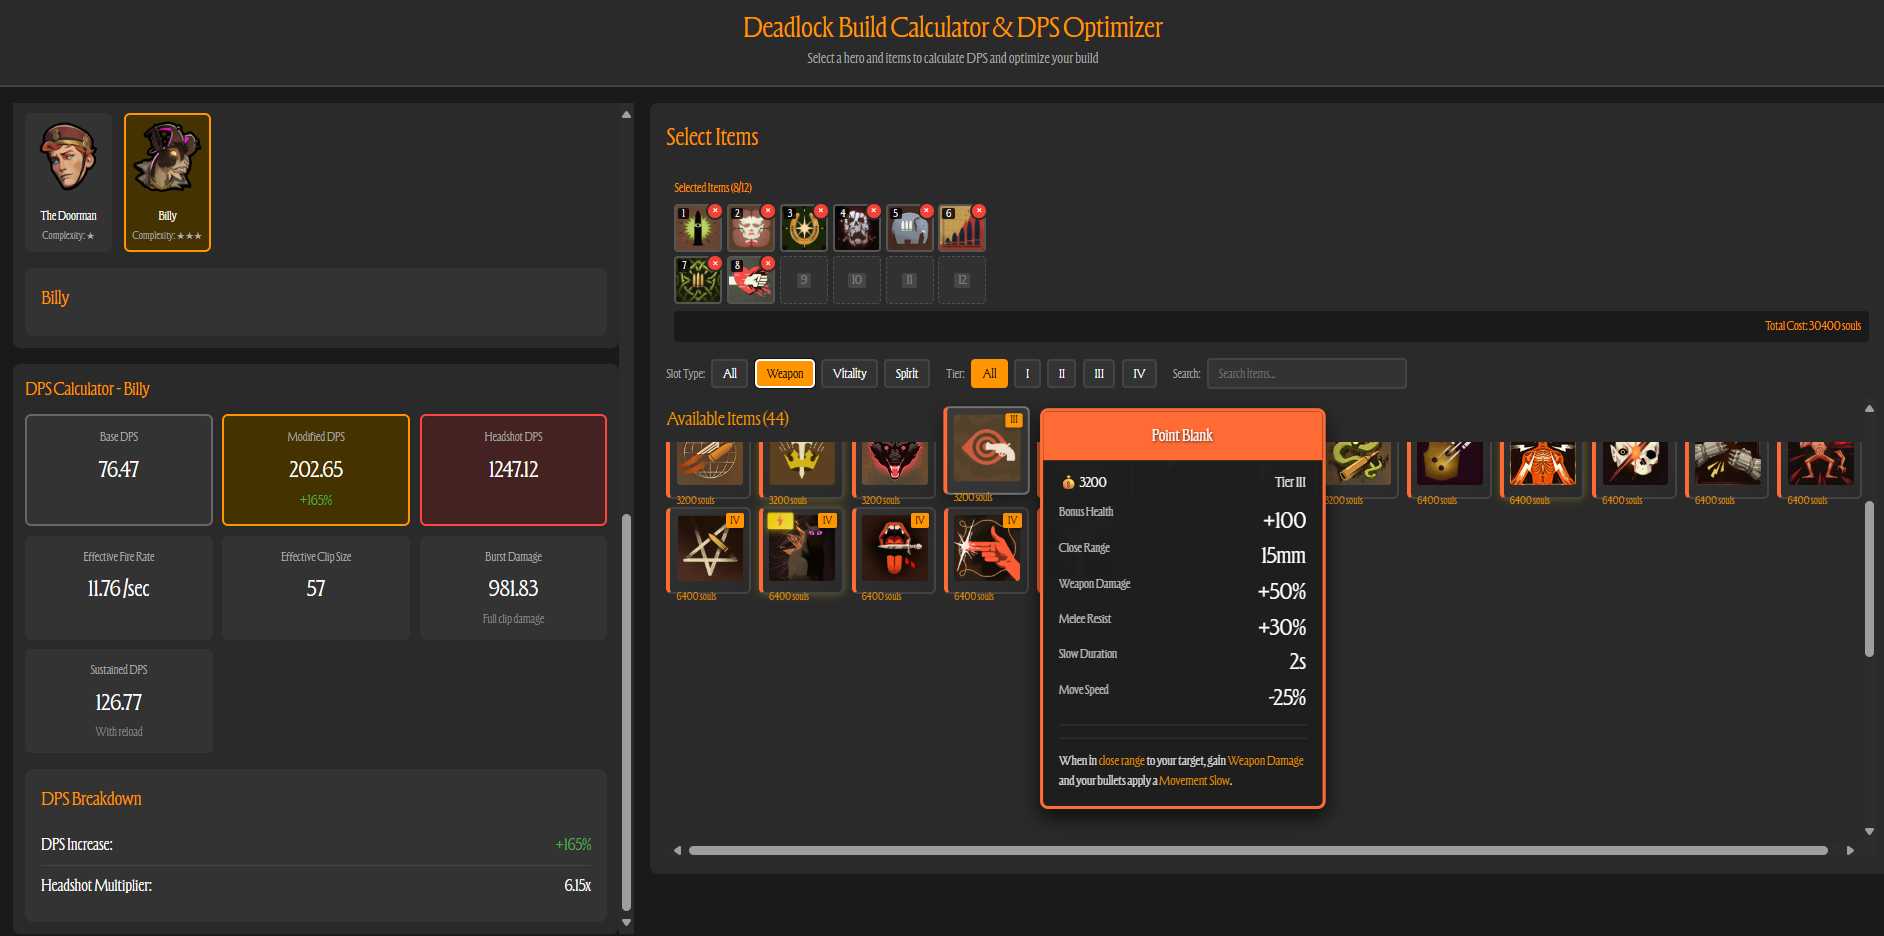 Deadlock Build Calculator & DPS Optimizer
Select a hero and items to calculate DPS and optimize your build
The Doorman
Complexity: ★
Billy
Complexity: ★★★
Billy
DPS Calculator - Billy
Base DPS
76.47
Modified DPS
202.65
+165%
Headshot DPS
1247.12
Effective Fire Rate
11.76/sec
Effective Clip Size
57
Burst Damage
981.83
Full clip damage
Sustained DPS
126.77
With reload
DPS Breakdown
DPS Increase: +165%
Headshot Multiplier: 6.15x
Select Items
Selected Items (8/12)
1 × 2 × 3 × 4 × 5 × 6 ×
7 × 8 × 9 10 11 12
Total Cost: 30400 souls
Slot Type: All Weapon Vitality Spirit Tier: All I II III IV Search: Search items...
Available Items (44)
III
3200 souls 3200 souls 3200 souls 3200 souls 3200 souls 6400 souls 6400 souls 6400 souls 6400 souls 6400 souls
IV IV IV IV
6400 souls 6400 souls 6400 souls 6400 souls
Point Blank
3200 Tier III
Bonus Health +100
Close Range 15mm
Weapon Damage +50%
Melee Resist +30%
Slow Duration 2s
Move Speed -25%
When in close range to your target, gain Weapon Damage
and your bullets apply a Movement Slow.